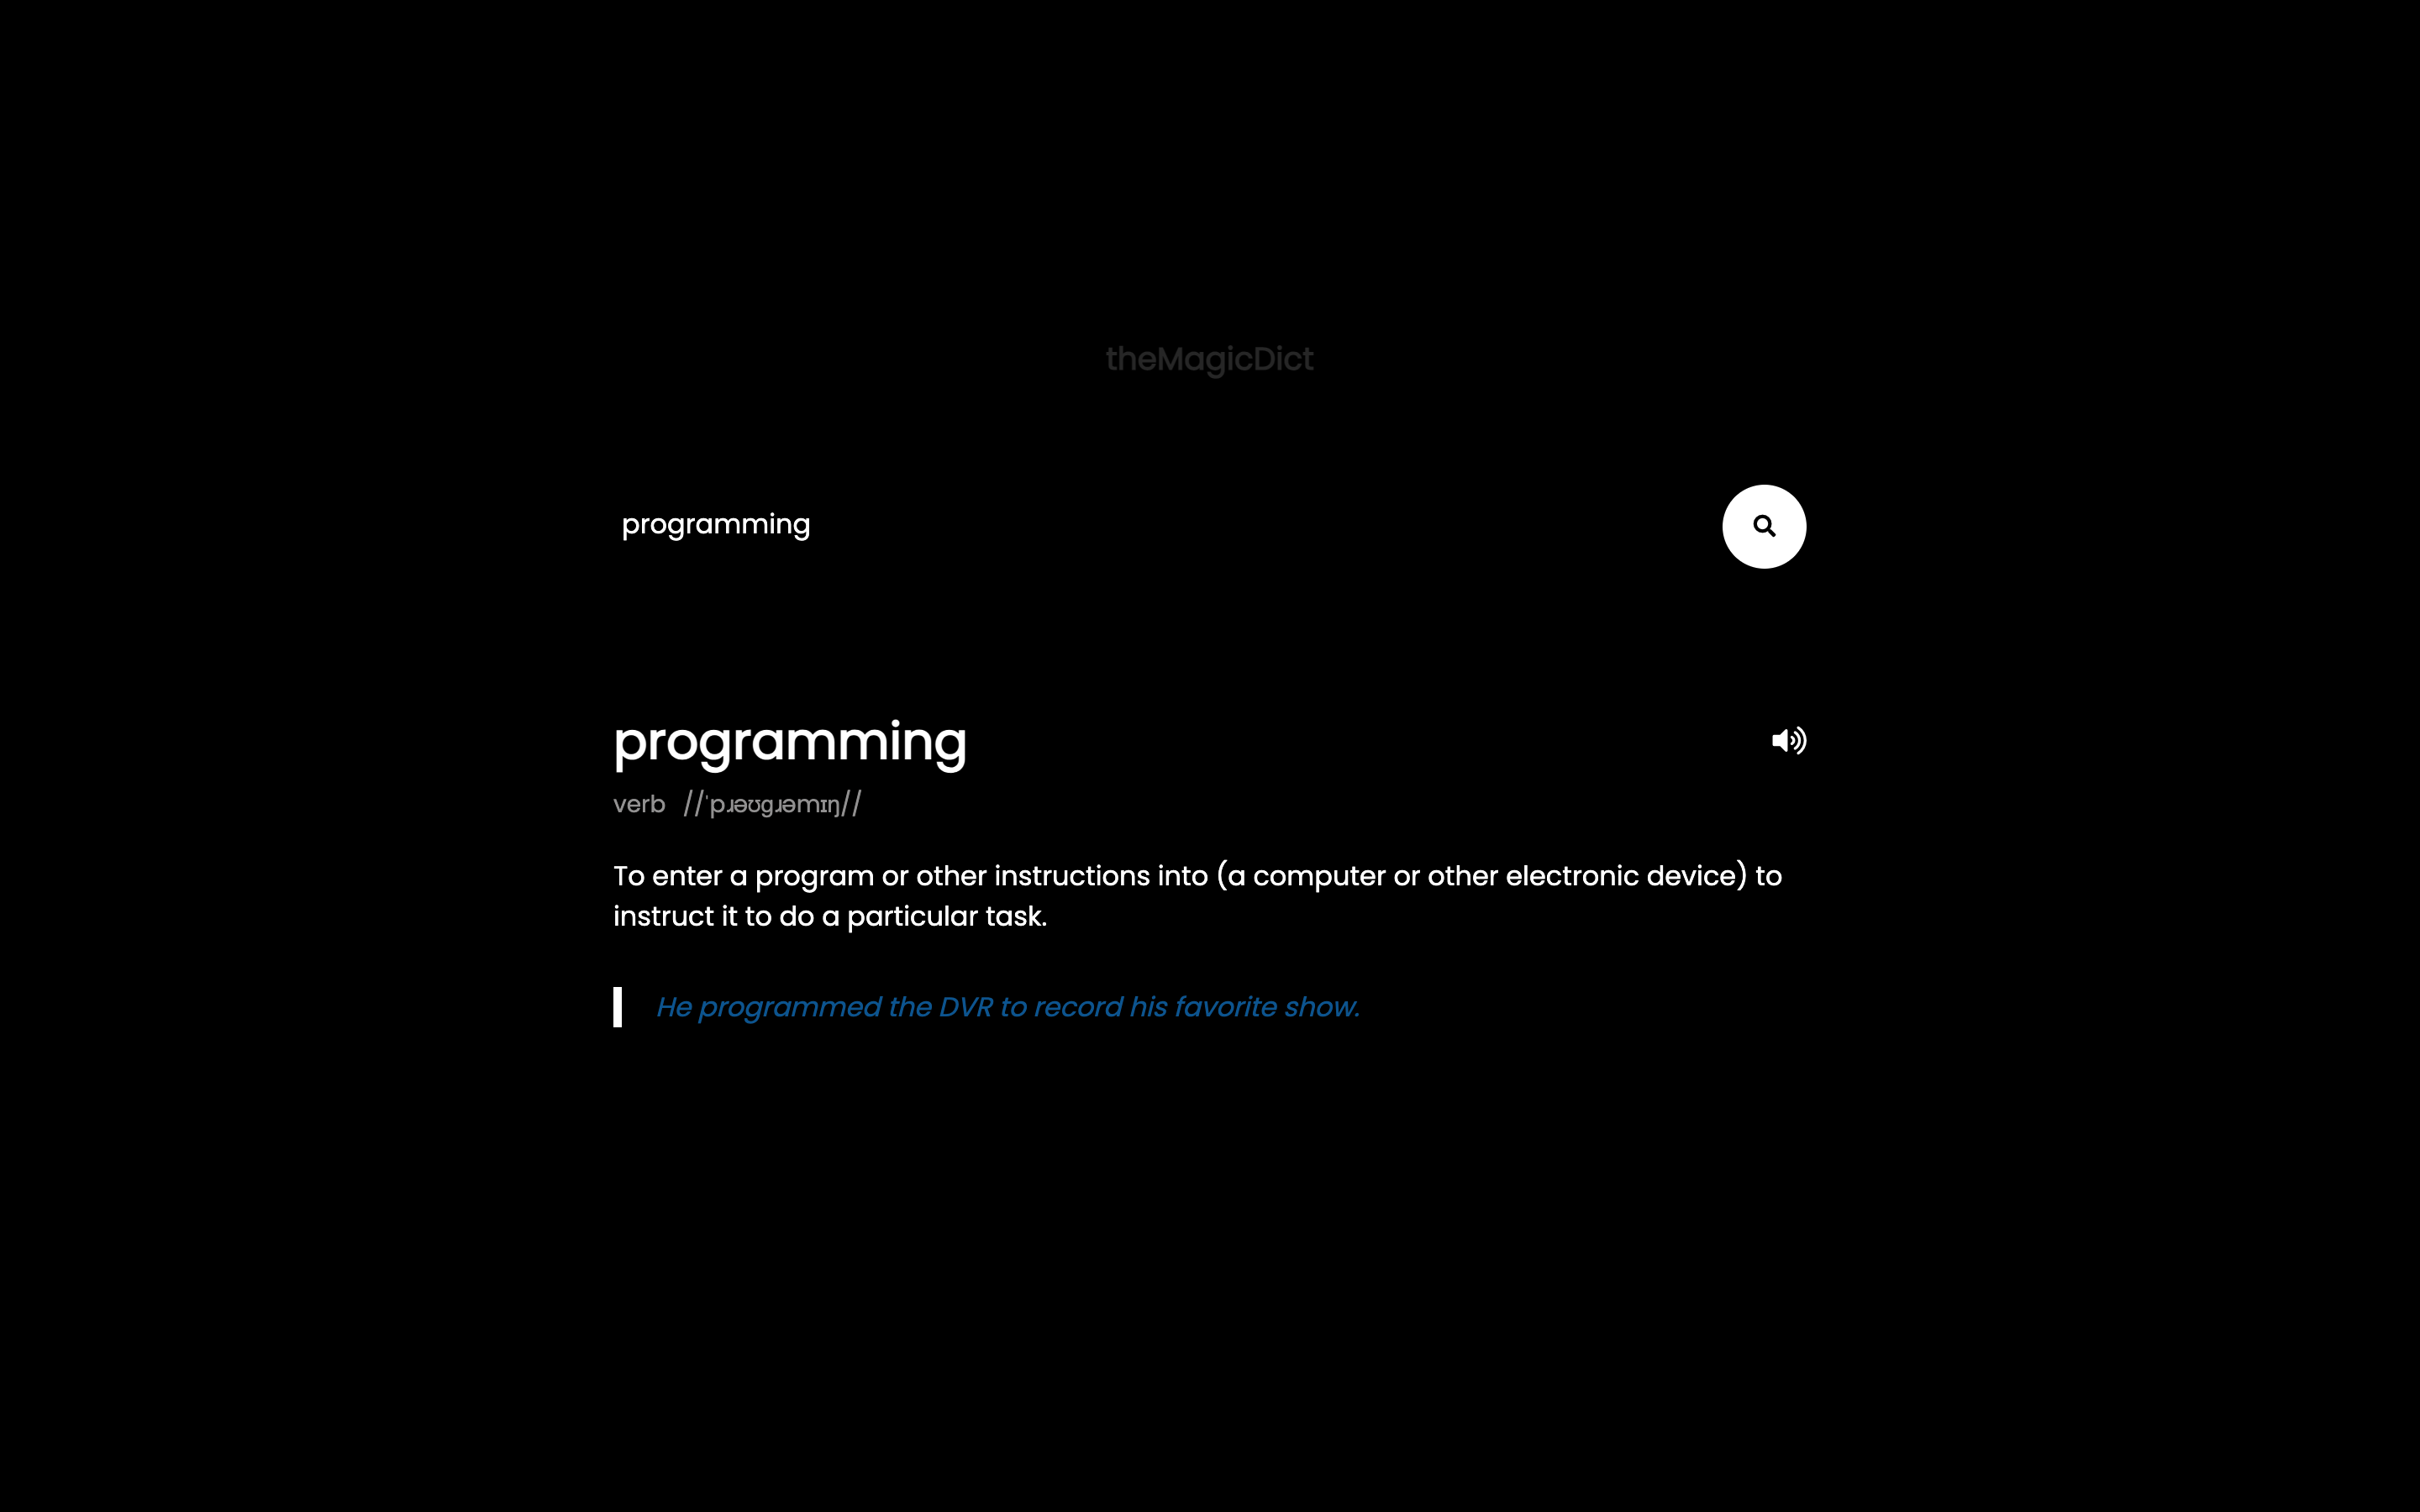 theMagicDict
programming
programming
verb //ˈpɹəʊɡɹəmɪŋ//
To enter a program or other instructions into (a computer or other electronic device) to
instruct it to do a particular task.
He programmed the DVR to record his favorite show.